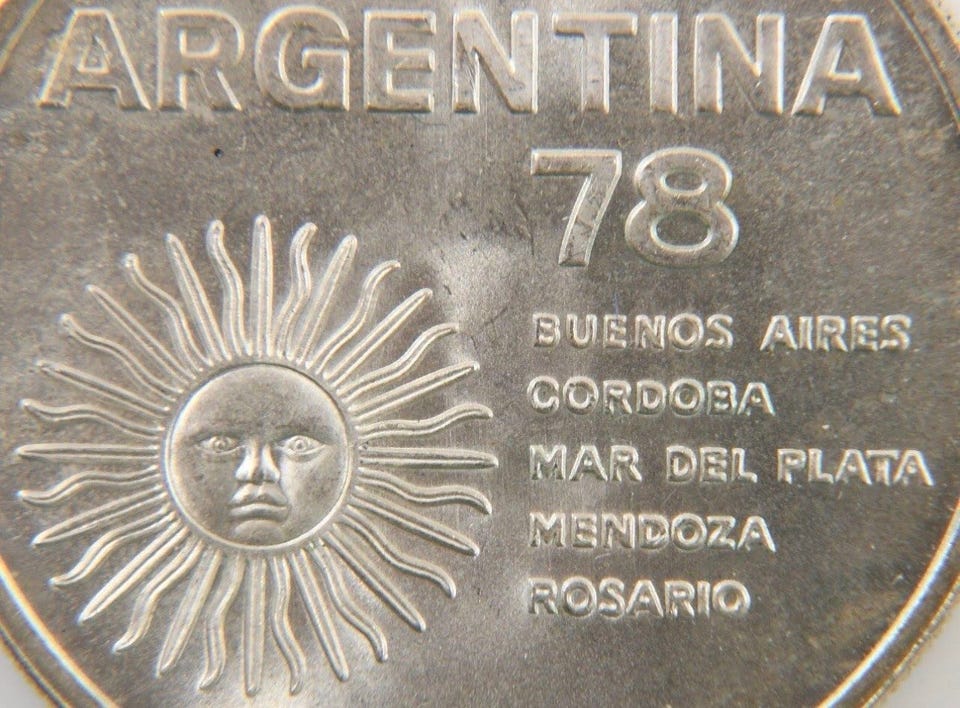 ARGENTINA
78
BUENOS AIRES
CORDOBA
MAR DEL PLATA
MENDOZA
ROSARIO